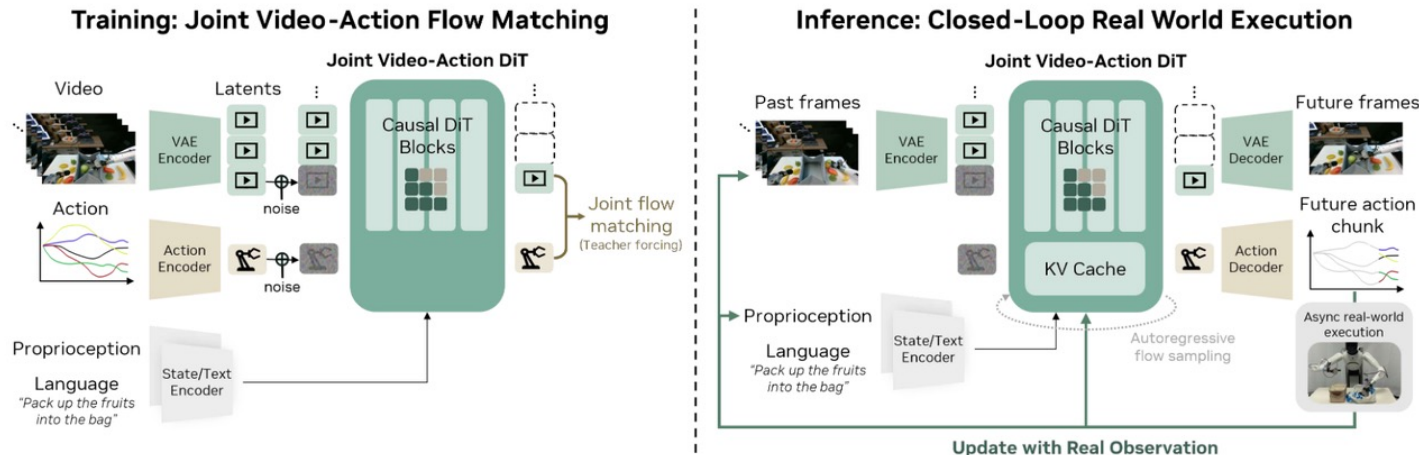 Training: Joint Video-Action Flow Matching
Joint Video-Action DiT
Video
Latents
VAE
Encoder
noise
Causal DiT
Blocks
Action
Action
Encoder
noise
Joint flow
matching
(Teacher forcing)
Proprioception
Language
“Pack up the fruits
into the bag”
State/Text
Encoder
Inference: Closed-Loop Real World Execution
Joint Video-Action DiT
Past frames
VAE
Encoder
Causal DiT
Blocks
KV Cache
VAE
Decoder
Future frames
Future action
chunk
Action
Decoder
Proprioception
Language
“Pack up the fruits
into the bag”
State/Text
Encoder
Autoregressive
flow sampling
Async real-world
execution
Update with Real Observation